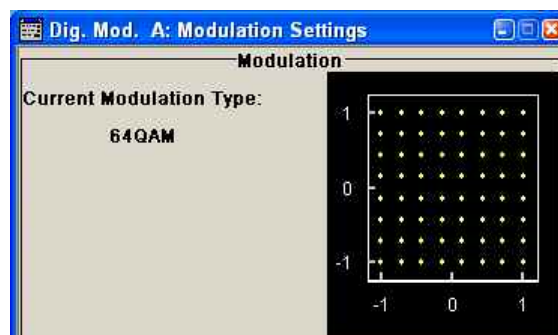 Dig. Mod. A: Modulation Settings
Modulation
Current Modulation Type:
64QAM
1
0
-1
-1 0 1